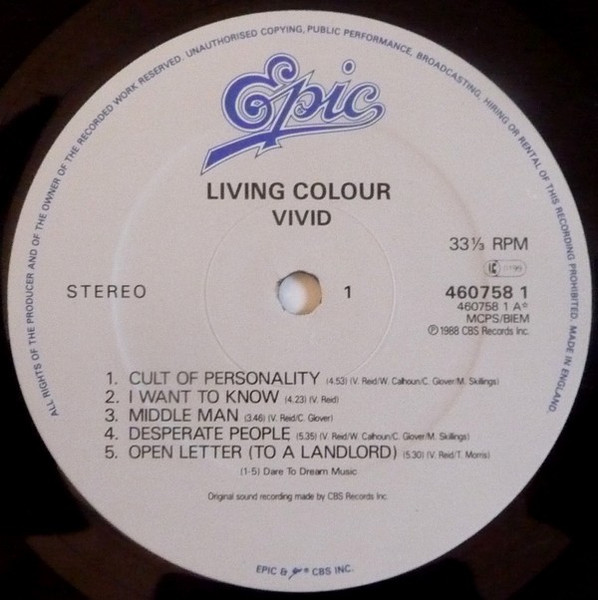 ALL RIGHTS OF THE PRODUCER AND OF THE OWNER OF THE RECORDED WORK RESERVED. UNAUTHORISED COPYING, PUBLIC PERFORMANCE, BROADCASTING, HIRING OR RENTAL OF THIS RECORDING PROHIBITED. MADE IN ENGLAND.
Epic
LIVING COLOUR
VIVID
33⅓ RPM
STEREO
1
460758 1
460758 1 A*
MCPS/BIEM
℗1988 CBS Records Inc.
1. CULT OF PERSONALITY (4.53) (V. Reid/W. Calhoun/C. Glover/M. Skillings)
2. I WANT TO KNOW (4.23) (V. Reid)
3. MIDDLE MAN (3.46) (V. Reid/C. Glover)
4. DESPERATE PEOPLE (5.35) (V. Reid/W. Calhoun/C. Glover/M. Skillings)
5. OPEN LETTER (TO A LANDLORD) (5.30) (V. Reid/T. Morris)
(1-5) Dare To Dream Music
Original sound recording made by CBS Records Inc.
EPIC & CBS INC.